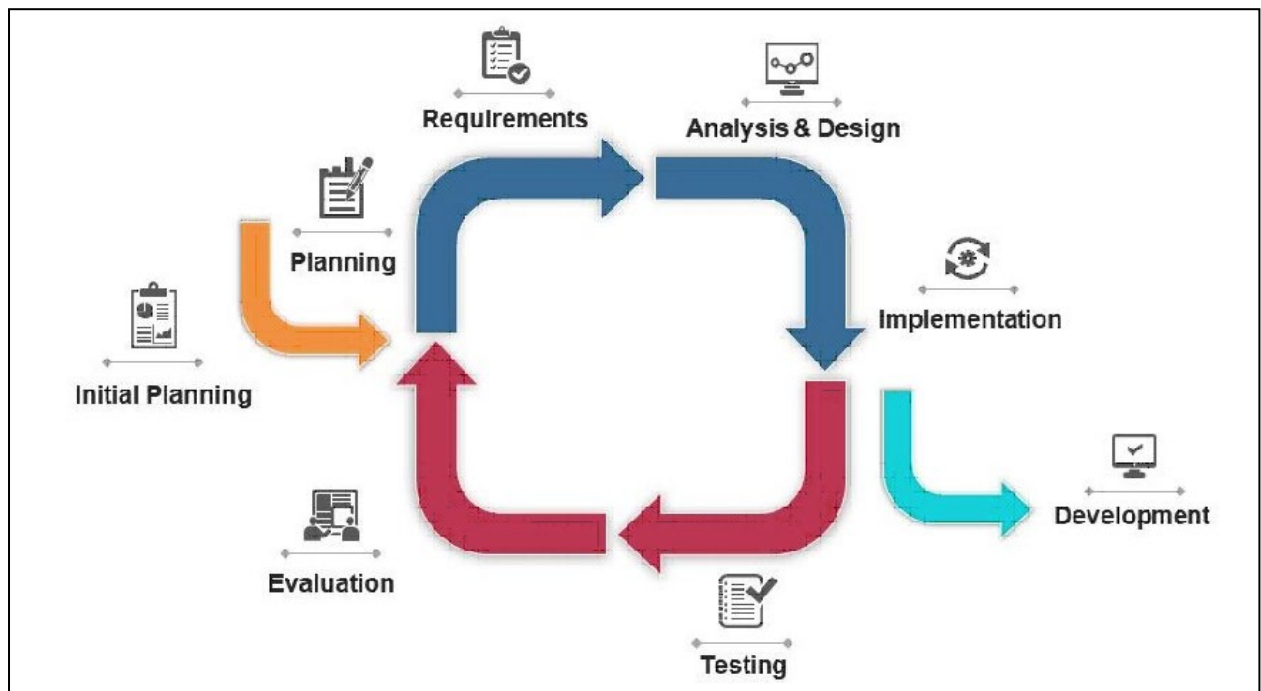 Requirements
Analysis & Design
Planning
Implementation
Initial Planning
Development
Evaluation
Testing